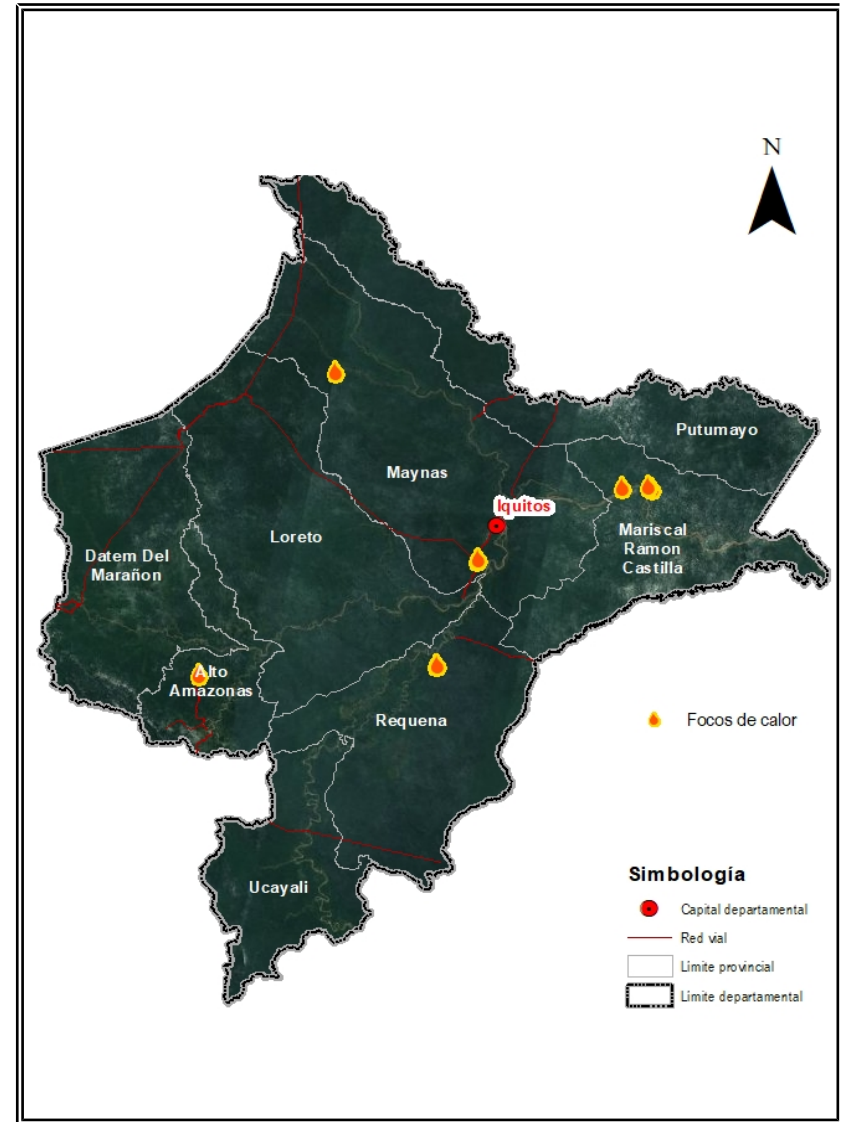 N
Putumayo
Maynas
Iquitos
Mariscal
Ramon
Castilla
Loreto
Datem Del
Marañon
Alto
Amazonas
Requena
Focos de calor
Ucayali
Simbología
Capital departamental
Red vial
Limite provincial
Limite departamental